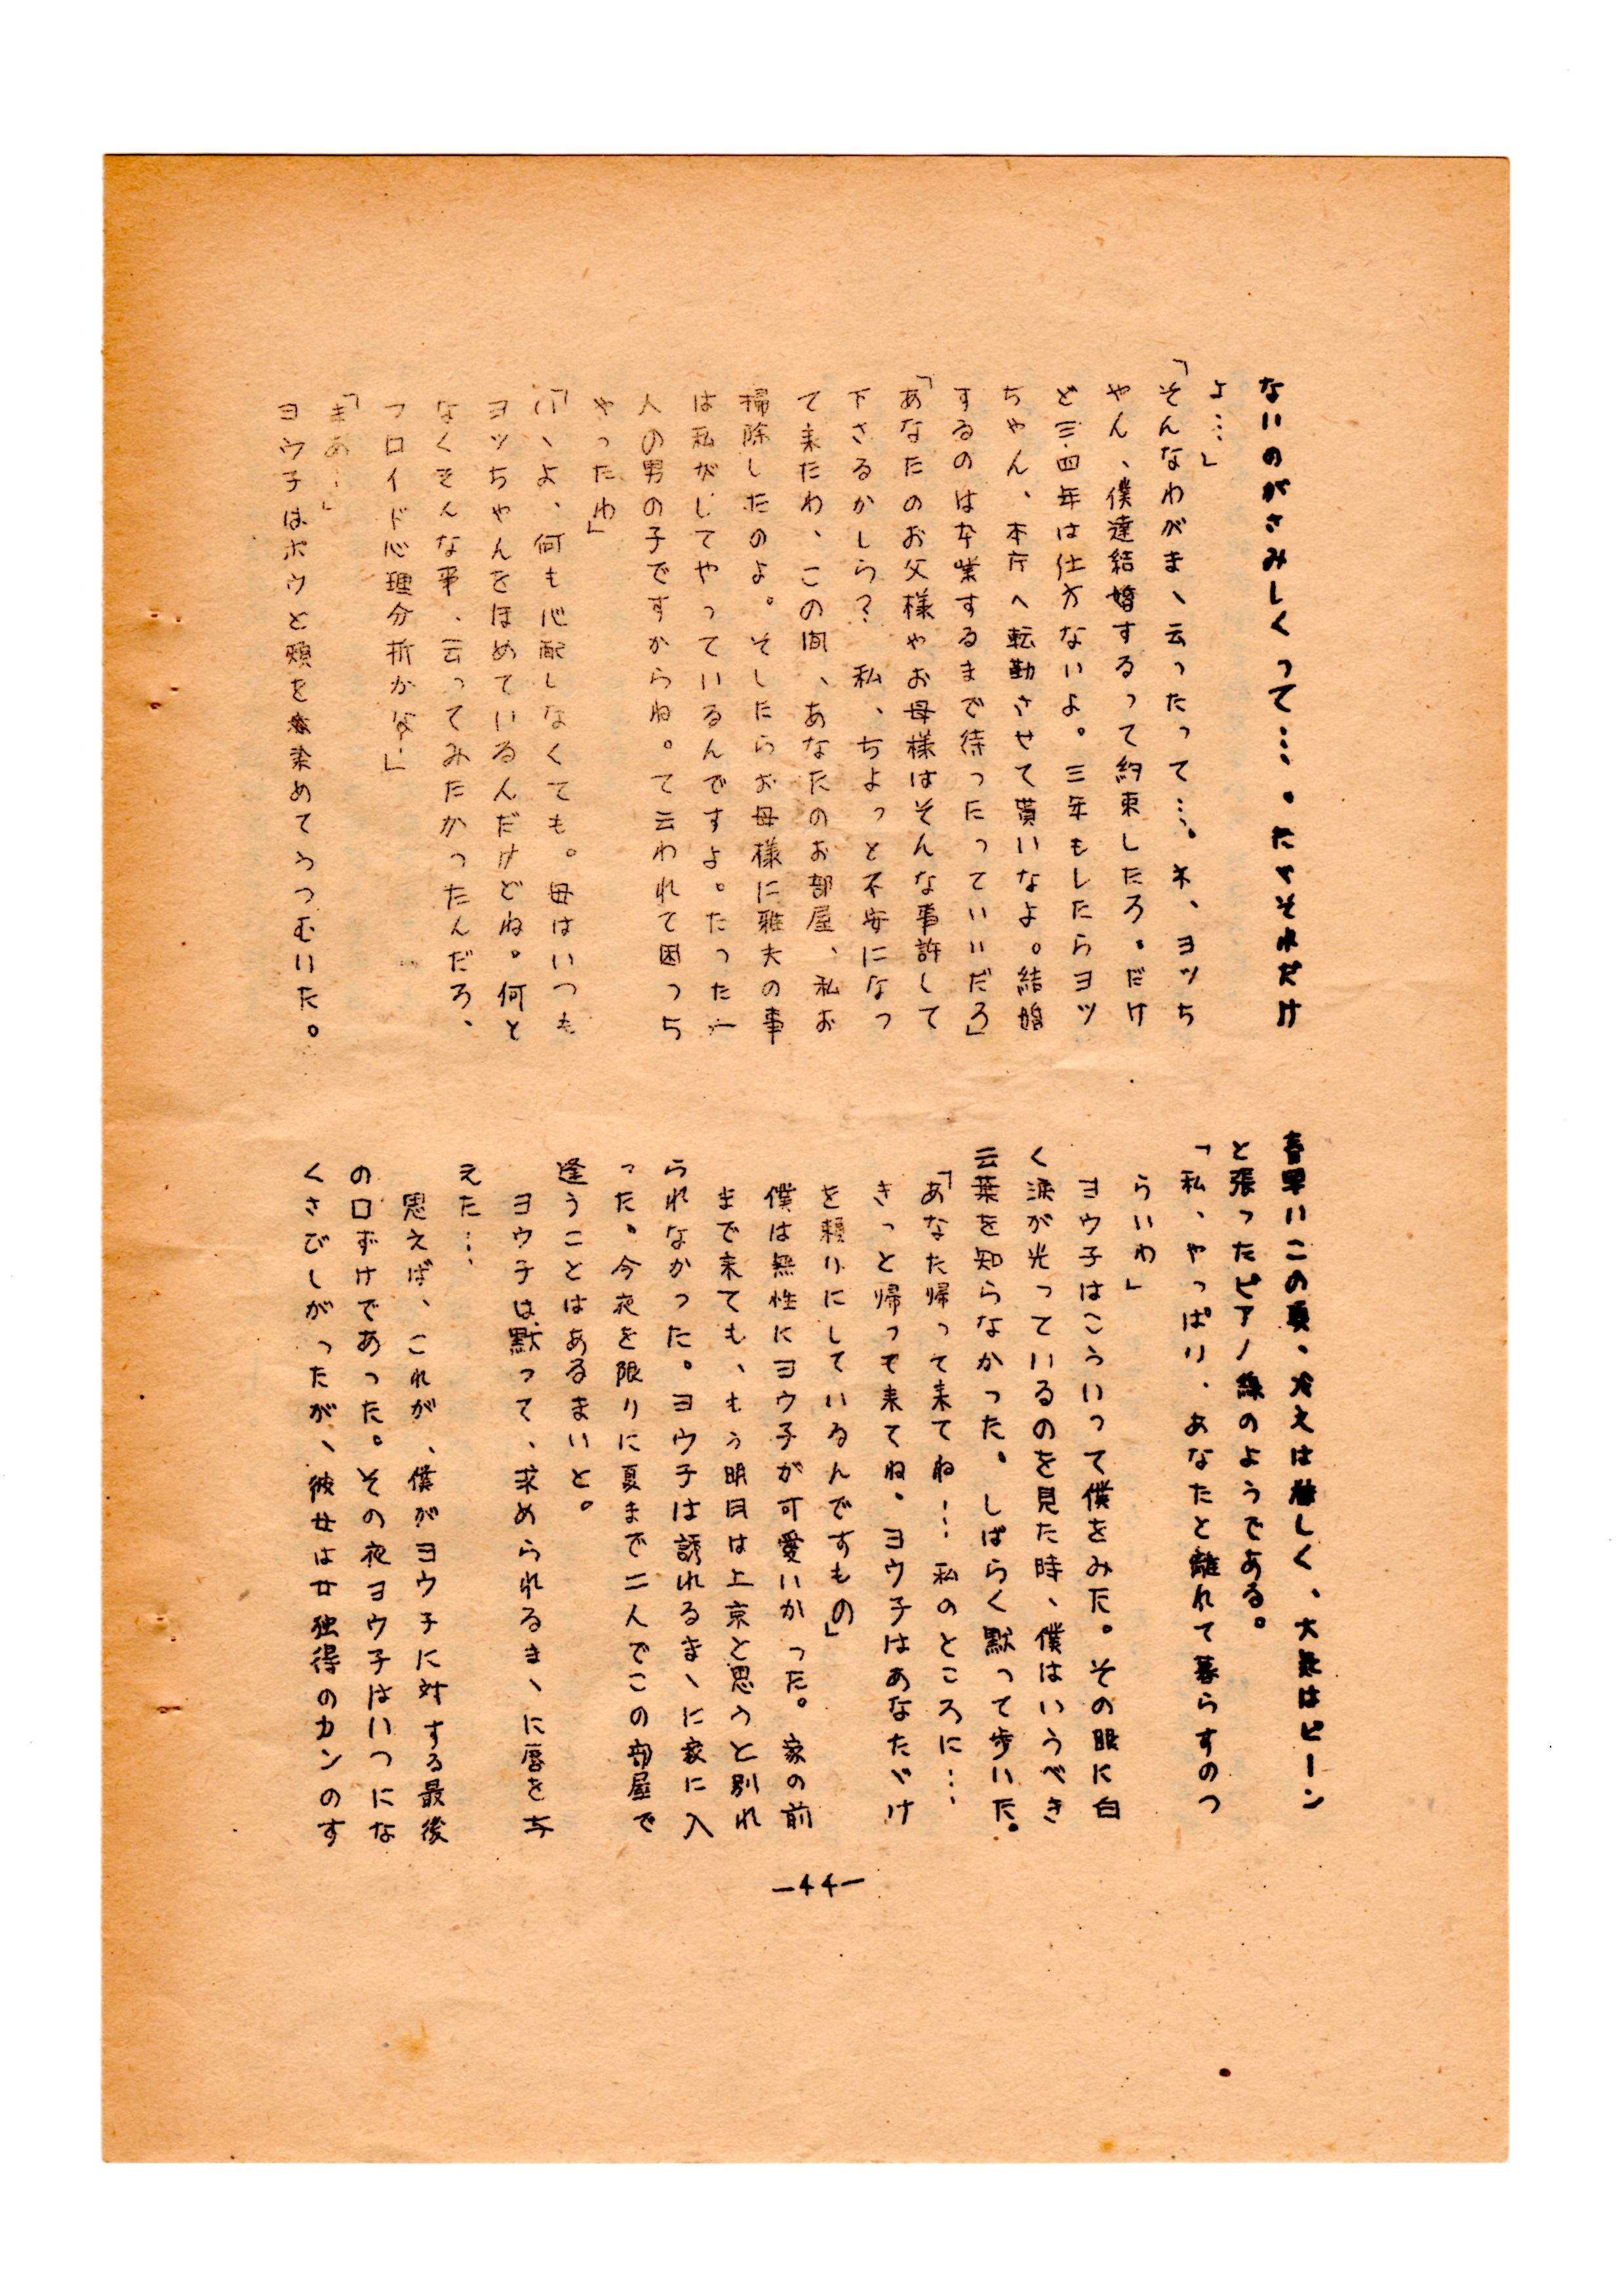 ないのがさみしくって…。たゞそれだけ
よ…」
「そんなわがまゝ云ったって…。ネ、ヨッち
ゃん、僕達結婚するって約束したろ。だけ
ど三・四年は仕方ないよ。三年もしたらヨッ
ちゃん、本庁へ転勤させて貰いなよ。結婚
するのは卒業するまで待ったっていいだろ」
「あなたのお父様やお母様はそんな事許して
下さるかしら？　私、ちよっと不安になっ
て来たわ、この間、あなたのお部屋、私お
掃除したのよ。そしたらお母様に雅夫の事
は私がしてやっているんですよ。たった一
人の男の子ですからね。て云われて困っち
やったわ」
「いゝよ、何も心配しなくても。母はいつも
ヨッちゃんをほめているんだけどね。何と
なくそんな事、云ってみたかったんだろ、
フロイド心理分析かな」
「まあ…」
ヨウ子はポウと頬を染めてうつむいた。
春早いこの頃、冷えは厳しく、大気はピーン
と張ったピアノ線のようである。
「私、やっぱり、あなたと離れて暮らすのつ
らいわ」
ヨウ子はこういって僕をみた。その眼に白
く涙が光っているのを見た時、僕はいうべき
云葉を知らなかった。しばらく黙って歩いた。
「あなた帰って来てね…私のところに…、
きっと帰って来てね。ヨウ子はあなたゞけ
を頼りにしているんですもの」
僕は無性にヨウ子が可愛いかった。家の前
まで来ても、もう明日は上京と思うと別れ
られなかった。ヨウ子は誘れるまゝに家に入
った。今夜を限りに夏まで二人でこの部屋で
逢うことはあるまいと。
ヨウ子は黙って、求められるまゝに唇を与
えた…
思えば、これが、僕がヨウ子に対する最後
の口ずけであった。その夜ヨウ子はいつにな
くさびしがったが、彼女は女独得のカンのす
—44—